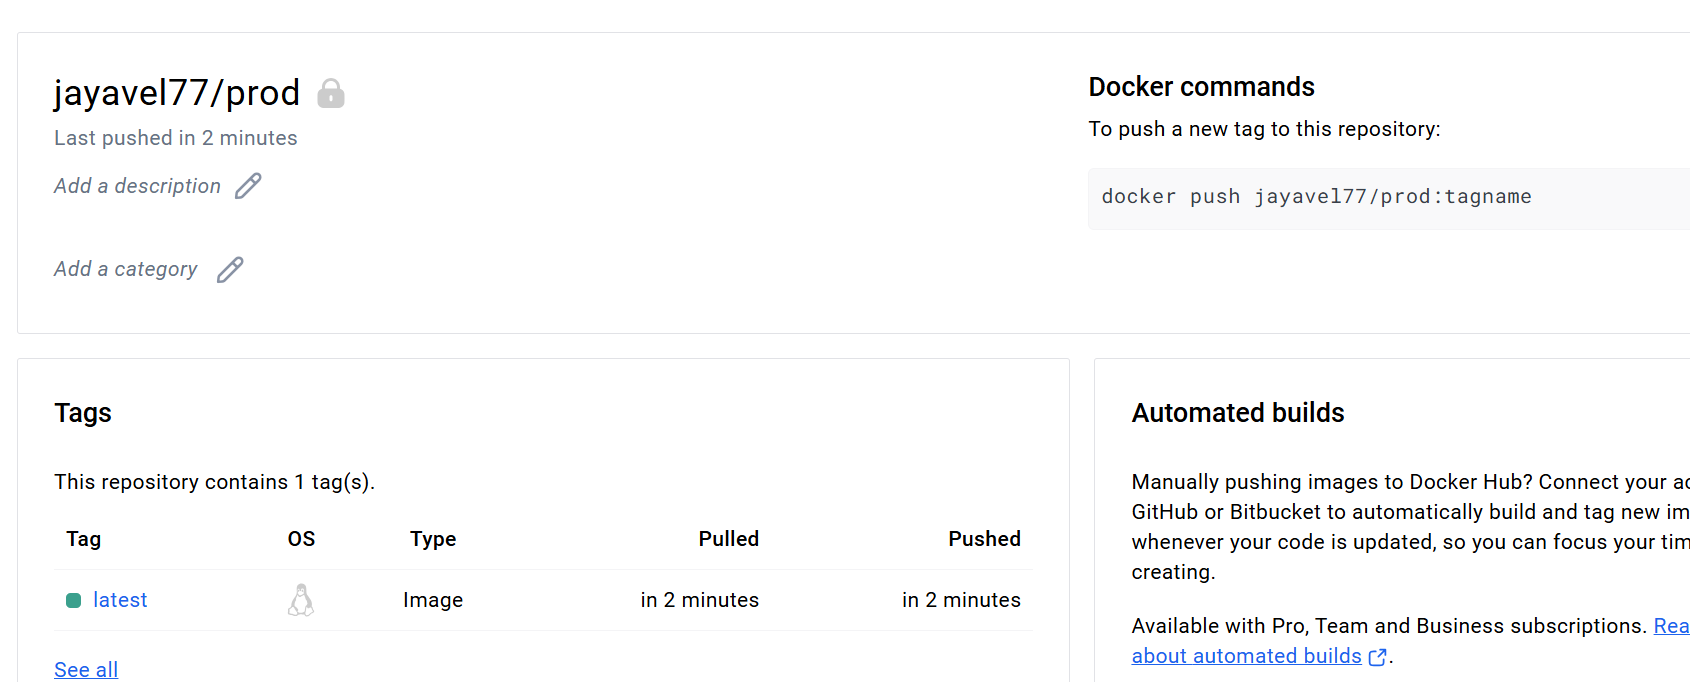 jayavel77/prod
Last pushed in 2 minutes
Add a description
Add a category
Docker commands
To push a new tag to this repository:
docker push jayavel77/prod:tagname
Tags
This repository contains 1 tag(s).
Tag OS Type Pulled Pushed
latest Image in 2 minutes in 2 minutes
See all
Automated builds
Manually pushing images to Docker Hub? Connect your
GitHub or Bitbucket to automatically build and tag new
whenever your code is updated, so you can focus your
creating.
Available with Pro, Team and Business subscriptions.
about automated builds.